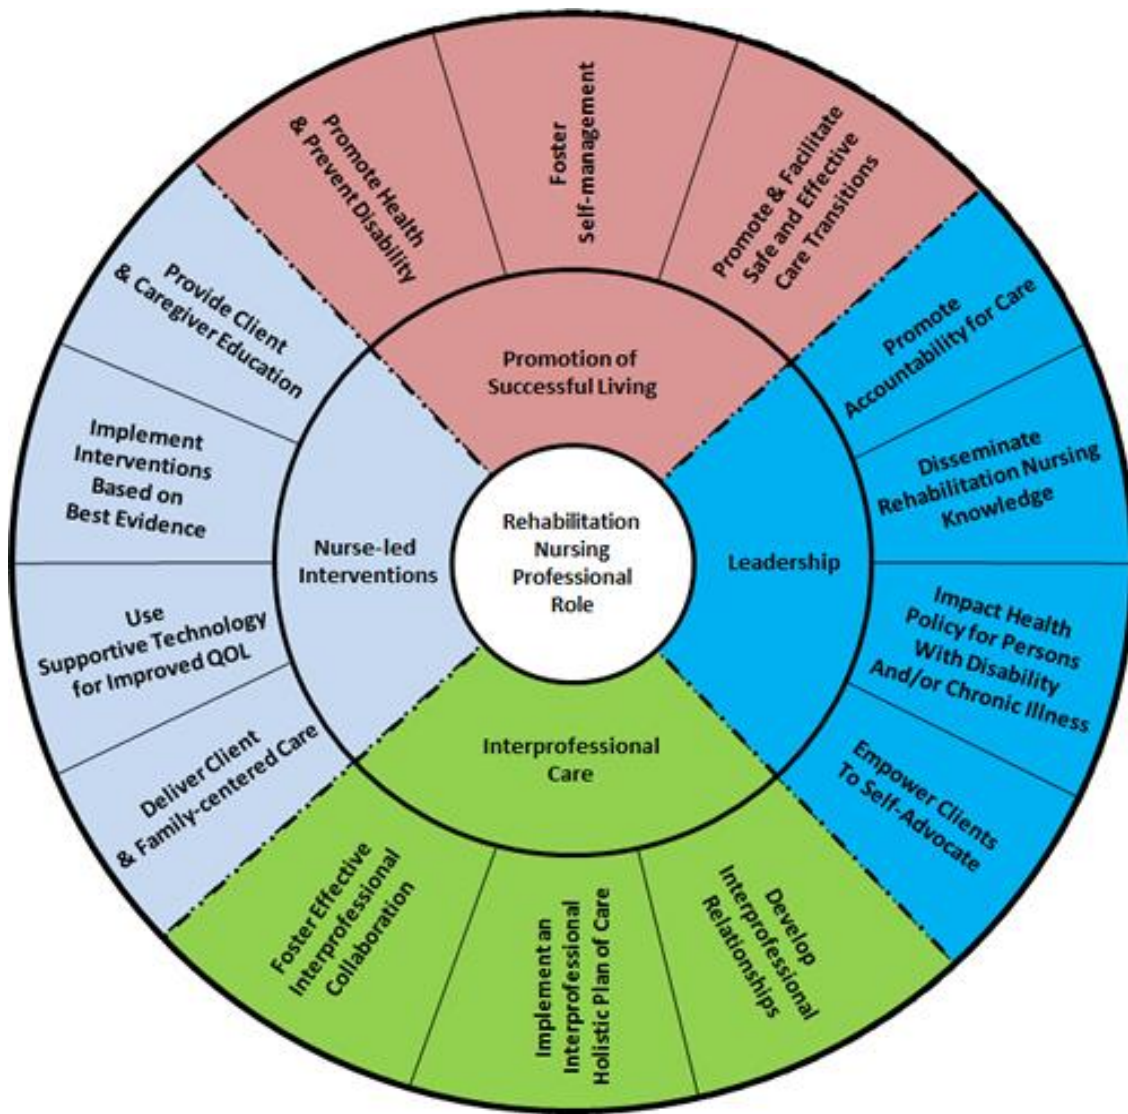 Promote Health
& Prevent Disability
Foster
Self-management
Promote & Facilitate
Safe and Effective
Care Transitions
Promotion of
Successful Living
Promote
Accountability for Care
Disseminate
Rehabilitation Nursing
Knowledge
Impact Health
Policy for Persons
With Disability
And/or Chronic Illness
Empower Clients
To Self-Advocate
Leadership
Develop
Interprofessional
Relationships
Implement an
Interprofessional
Holistic Plan of Care
Foster Effective
Interprofessional
Collaboration
Interprofessional
Care
Deliver Client
& Family-centered Care
Use
Supportive Technology
for Improved QOL
Implement
Interventions
Based on
Best Evidence
Provide Client
& Caregiver Education
Nurse-led
Interventions
Rehabilitation
Nursing
Professional
Role